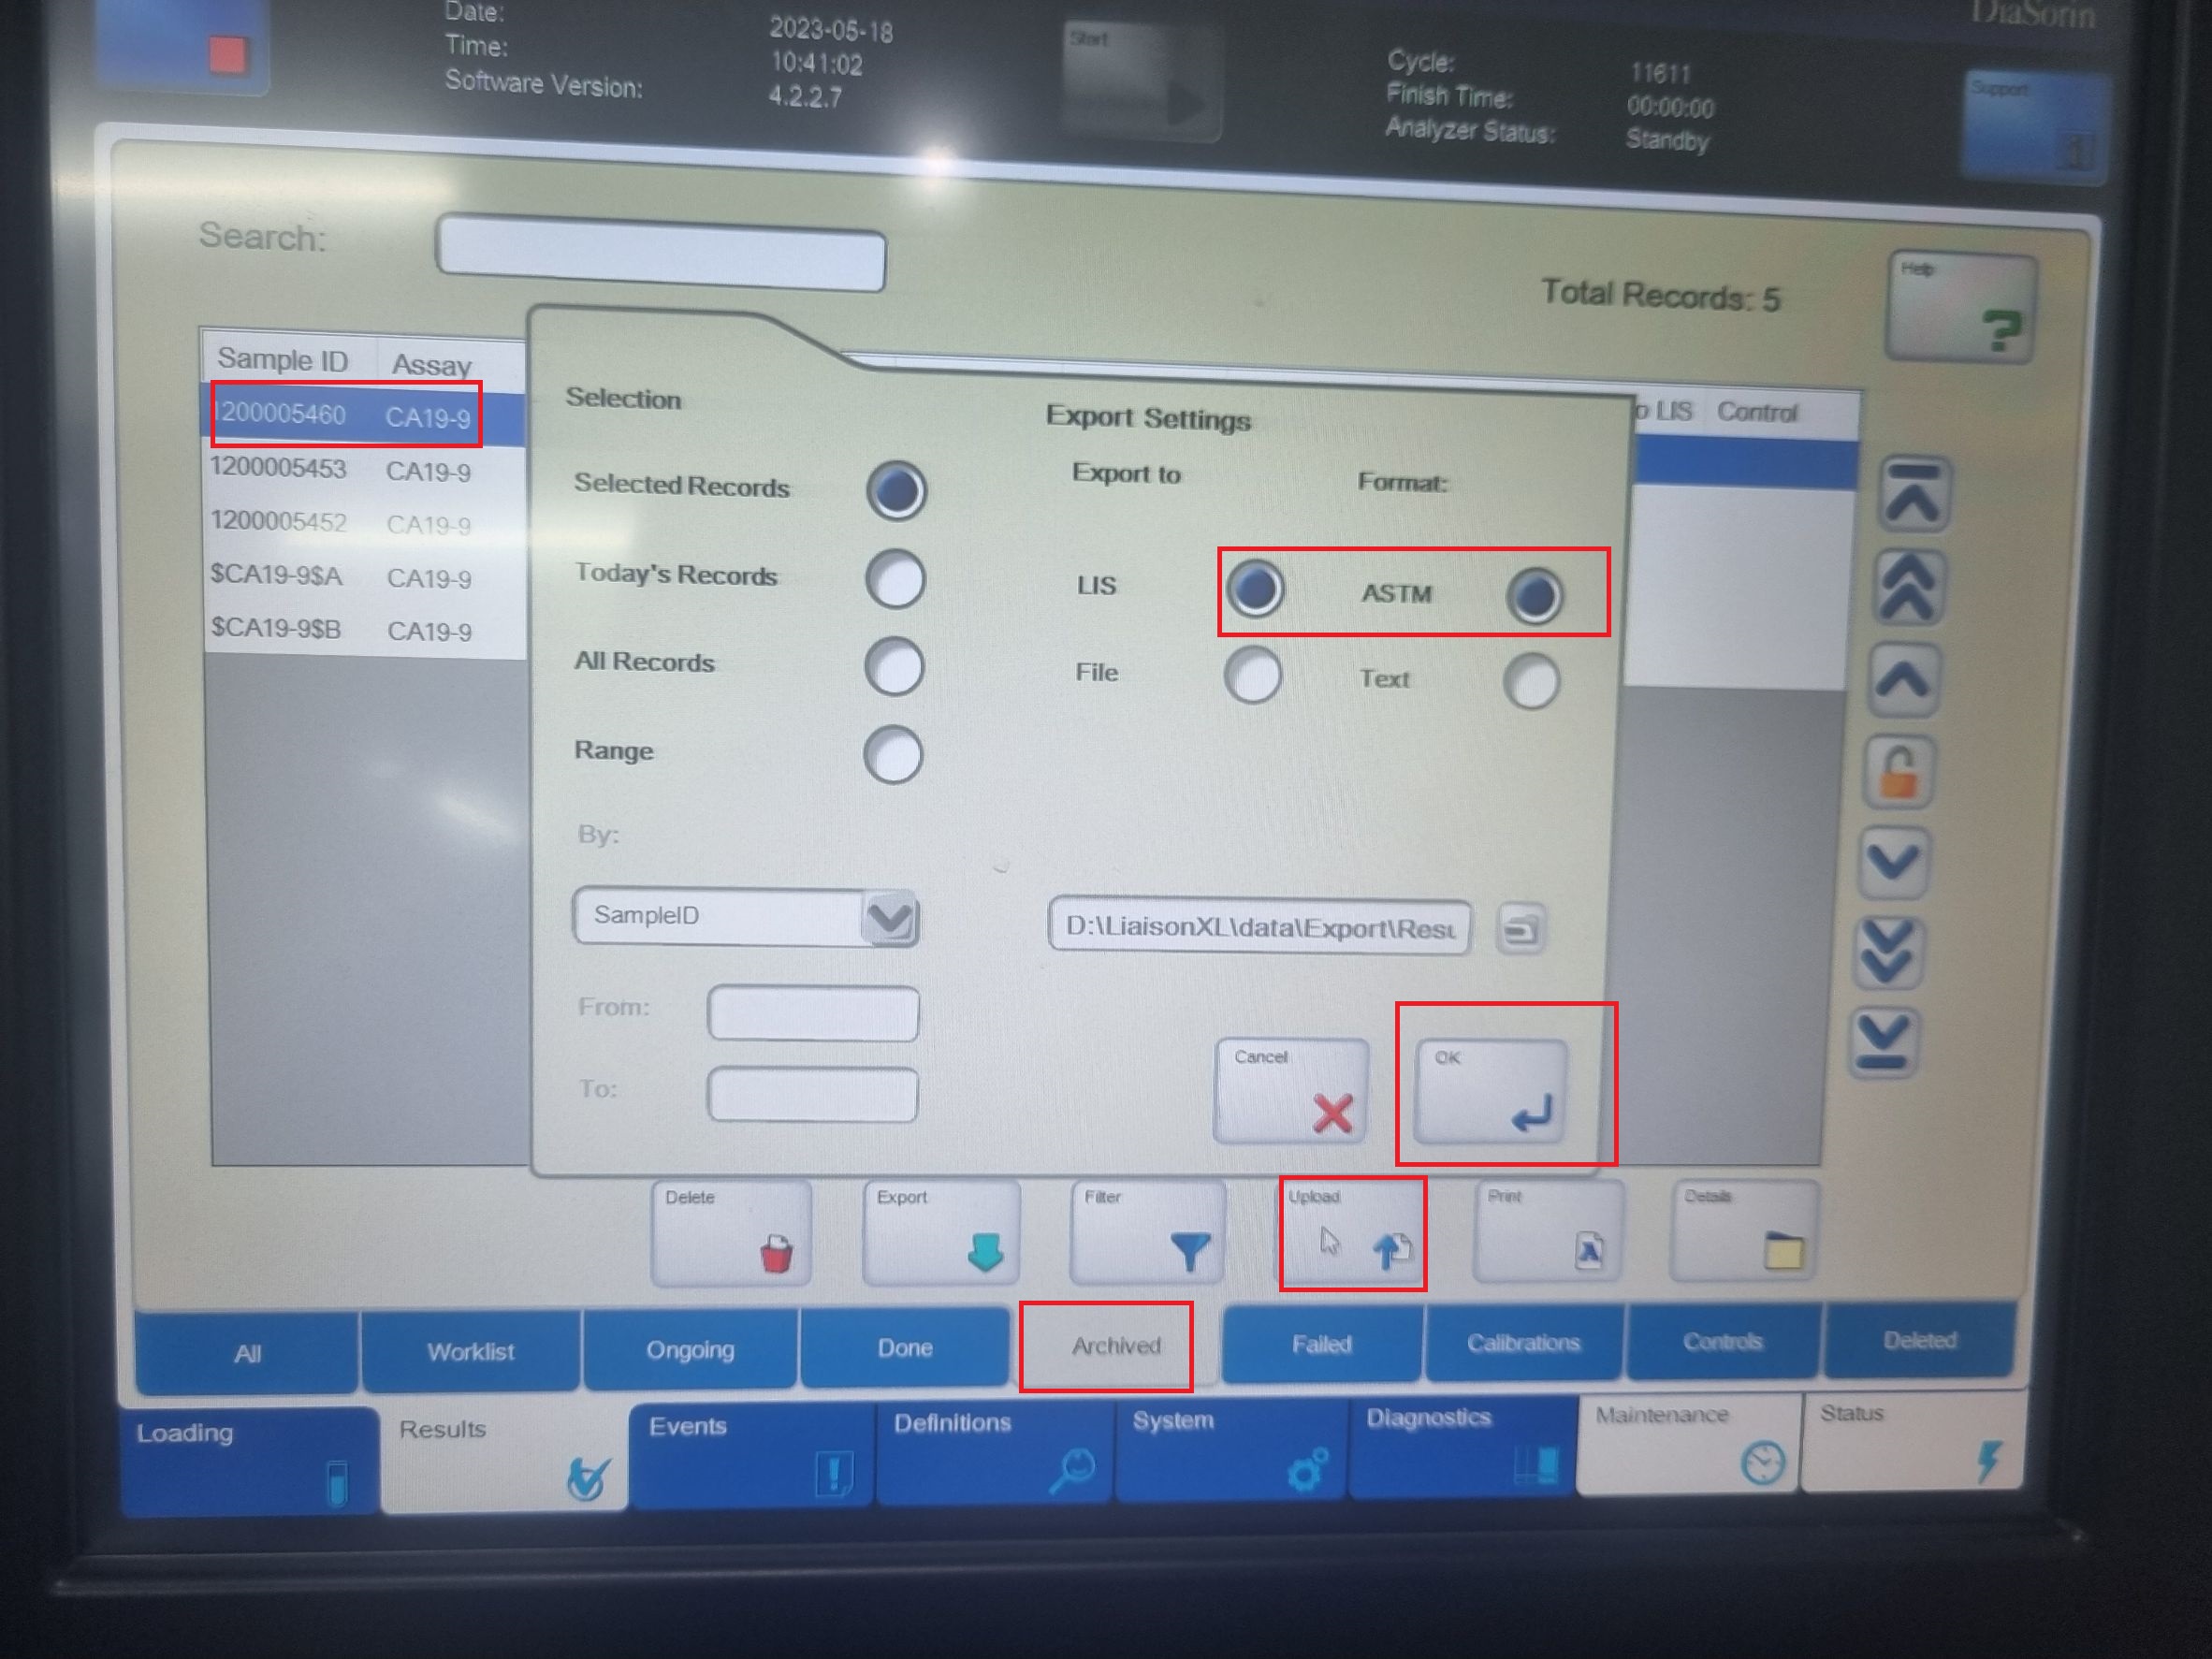 DiaSorin
Date: 2023-05-18
Time: 10:41:02
Software Version: 4.2.2.7
Start
Cycle: 11611
Finish Time: 00:00:00
Analyzer Status: Standby
Support
Search:
Total Records: 5
Help
Sample ID Assay
o LIS Control
1200005460 CA19-9
1200005453 CA19-9
1200005452 CA19-9
$CA19-9$A CA19-9
$CA19-9$B CA19-9
Selection
Selected Records
Today's Records
All Records
Range
By:
SampleID
From:
To:
Export Settings
Export to Format:
LIS ASTM
File Text
D:\LiaisonXL\data\Export\Resu
Cancel
OK
Delete
Export
Filter
Upload
Print
Details
All
Worklist
Ongoing
Done
Archived
Failed
Calibrations
Controls
Deleted
Loading
Results
Events
Definitions
System
Diagnostics
Maintenance
Status